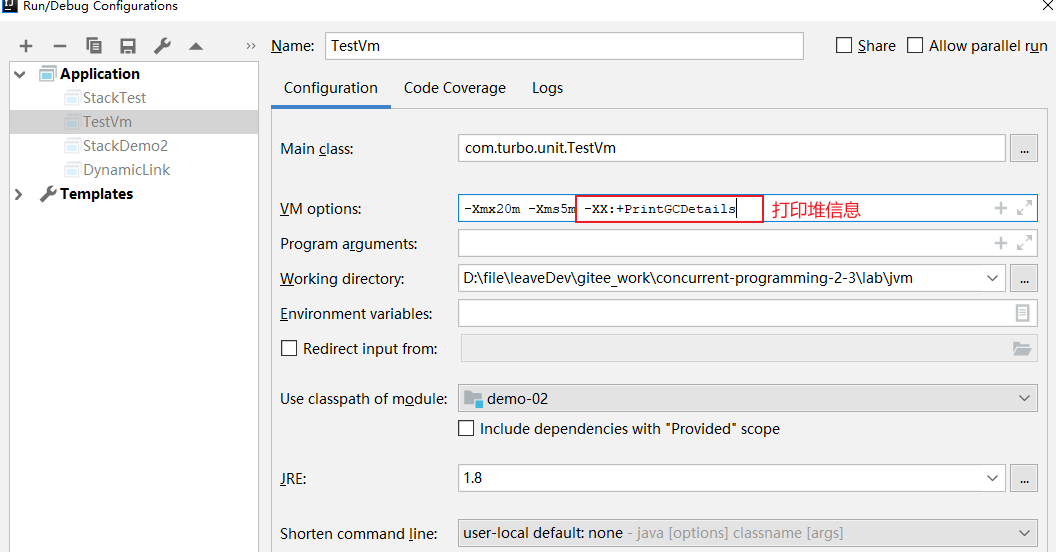 Run/Debug Configurations
Name: TestVm Share Allow parallel run
Application
StackTest
TestVm
StackDemo2
DynamicLink
Templates
Configuration Code Coverage Logs
Main class: com.turbo.unit.TestVm ...
VM options: -Xmx20m -Xms5m -XX:+PrintGCDetails 打印堆信息
Program arguments:
Working directory: D:\file\leaveDev\gitee_work\concurrent-programming-2-3\lab\jvm ...
Environment variables:
Redirect input from:
Use classpath of module: demo-02
Include dependencies with "Provided" scope
JRE: 1.8 ...
Shorten command line: user-local default: none - java [options] classname [args]